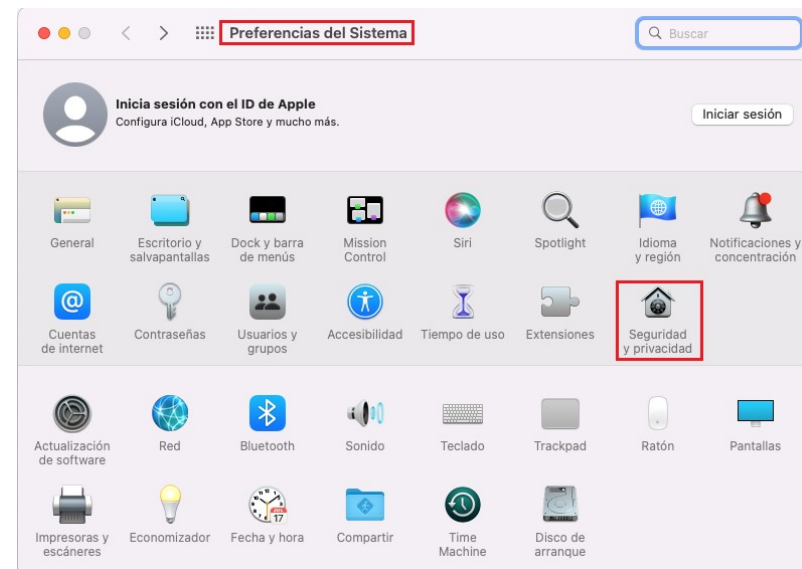 Preferencias del Sistema
Buscar
Inicia sesión con el ID de Apple
Configura iCloud, App Store y mucho más.
Iniciar sesión
General
Escritorio y
salvapantallas
Dock y barra
de menús
Mission
Control
Siri
Spotlight
Idioma
y región
Notificaciones y
concentración
Cuentas
de internet
Contraseñas
Usuarios y
grupos
Accesibilidad
Tiempo de uso
Extensiones
Seguridad
y privacidad
Actualización
de software
Red
Bluetooth
Sonido
Teclado
Trackpad
Ratón
Pantallas
Impresoras y
escáneres
Economizador
JUL
17
Fecha y hora
Compartir
Time
Machine
Disco de
arranque